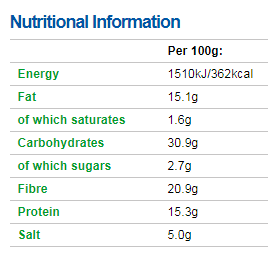 Nutritional Information
Per 100g:
Energy 1510kJ/362kcal
Fat 15.1g
of which saturates 1.6g
Carbohydrates 30.9g
of which sugars 2.7g
Fibre 20.9g
Protein 15.3g
Salt 5.0g